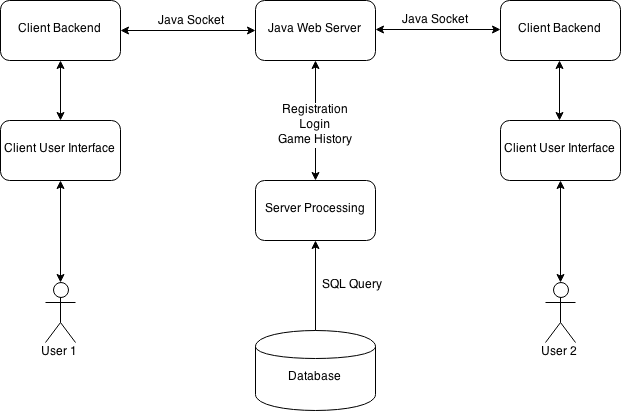 Client Backend
Java Socket
Java Web Server
Java Socket
Client Backend
Registration
Login
Game History
Client User Interface
Client User Interface
Server Processing
SQL Query
User 1
User 2
Database